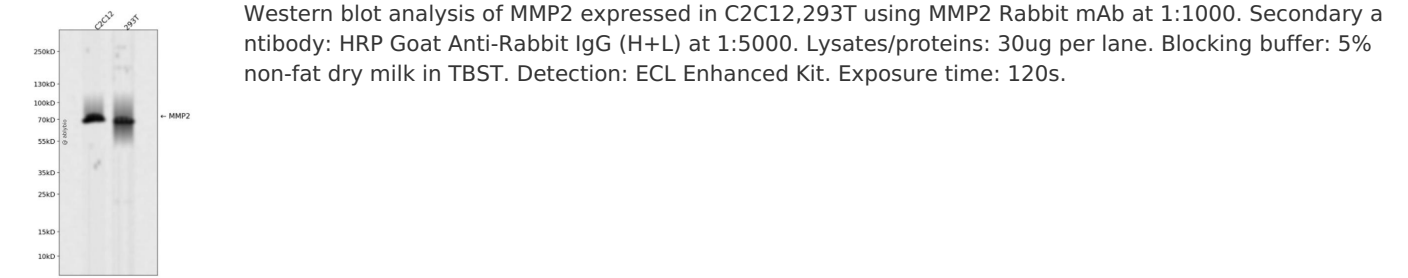 Western blot analysis of MMP2 expressed in C2C12,293T using MMP2 Rabbit mAb at 1:1000. Secondary a
ntibody: HRP Goat Anti-Rabbit IgG (H+L) at 1:5000. Lysates/proteins: 30ug per lane. Blocking buffer: 5%
non-fat dry milk in TBST. Detection: ECL Enhanced Kit. Exposure time: 120s.
C2C12 293T
250kD
130kD
100kD
70kD
← MMP2
55kD
35kD
25kD
15kD
10kD